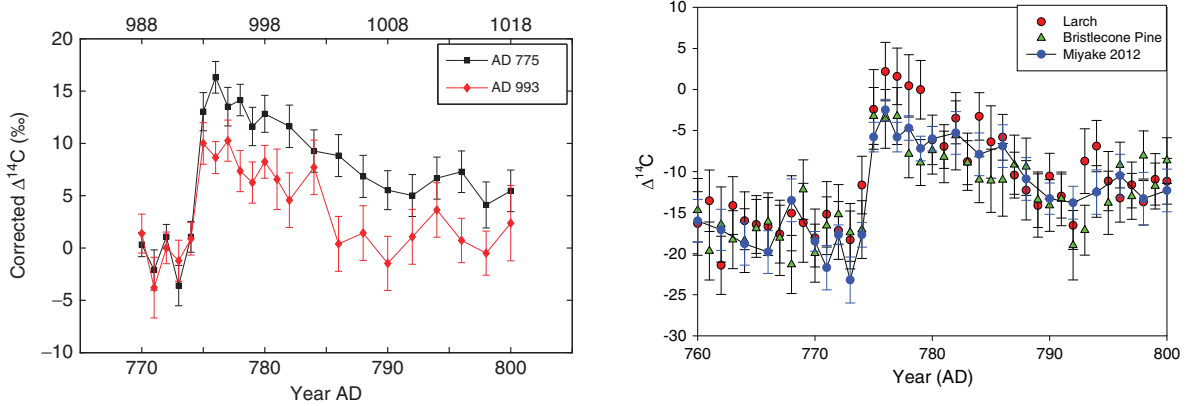 988 998 1008 1018
20
15
10
5
0
−5
−10
Corrected Δ¹⁴C (‰)
AD 775
AD 993
770 780 790 800
Year AD
10
5
0
-5
-10
-15
-20
-25
-30
Δ¹⁴C
Larch
Bristlecone Pine
Miyake 2012
760 770 780 790 800
Year (AD)